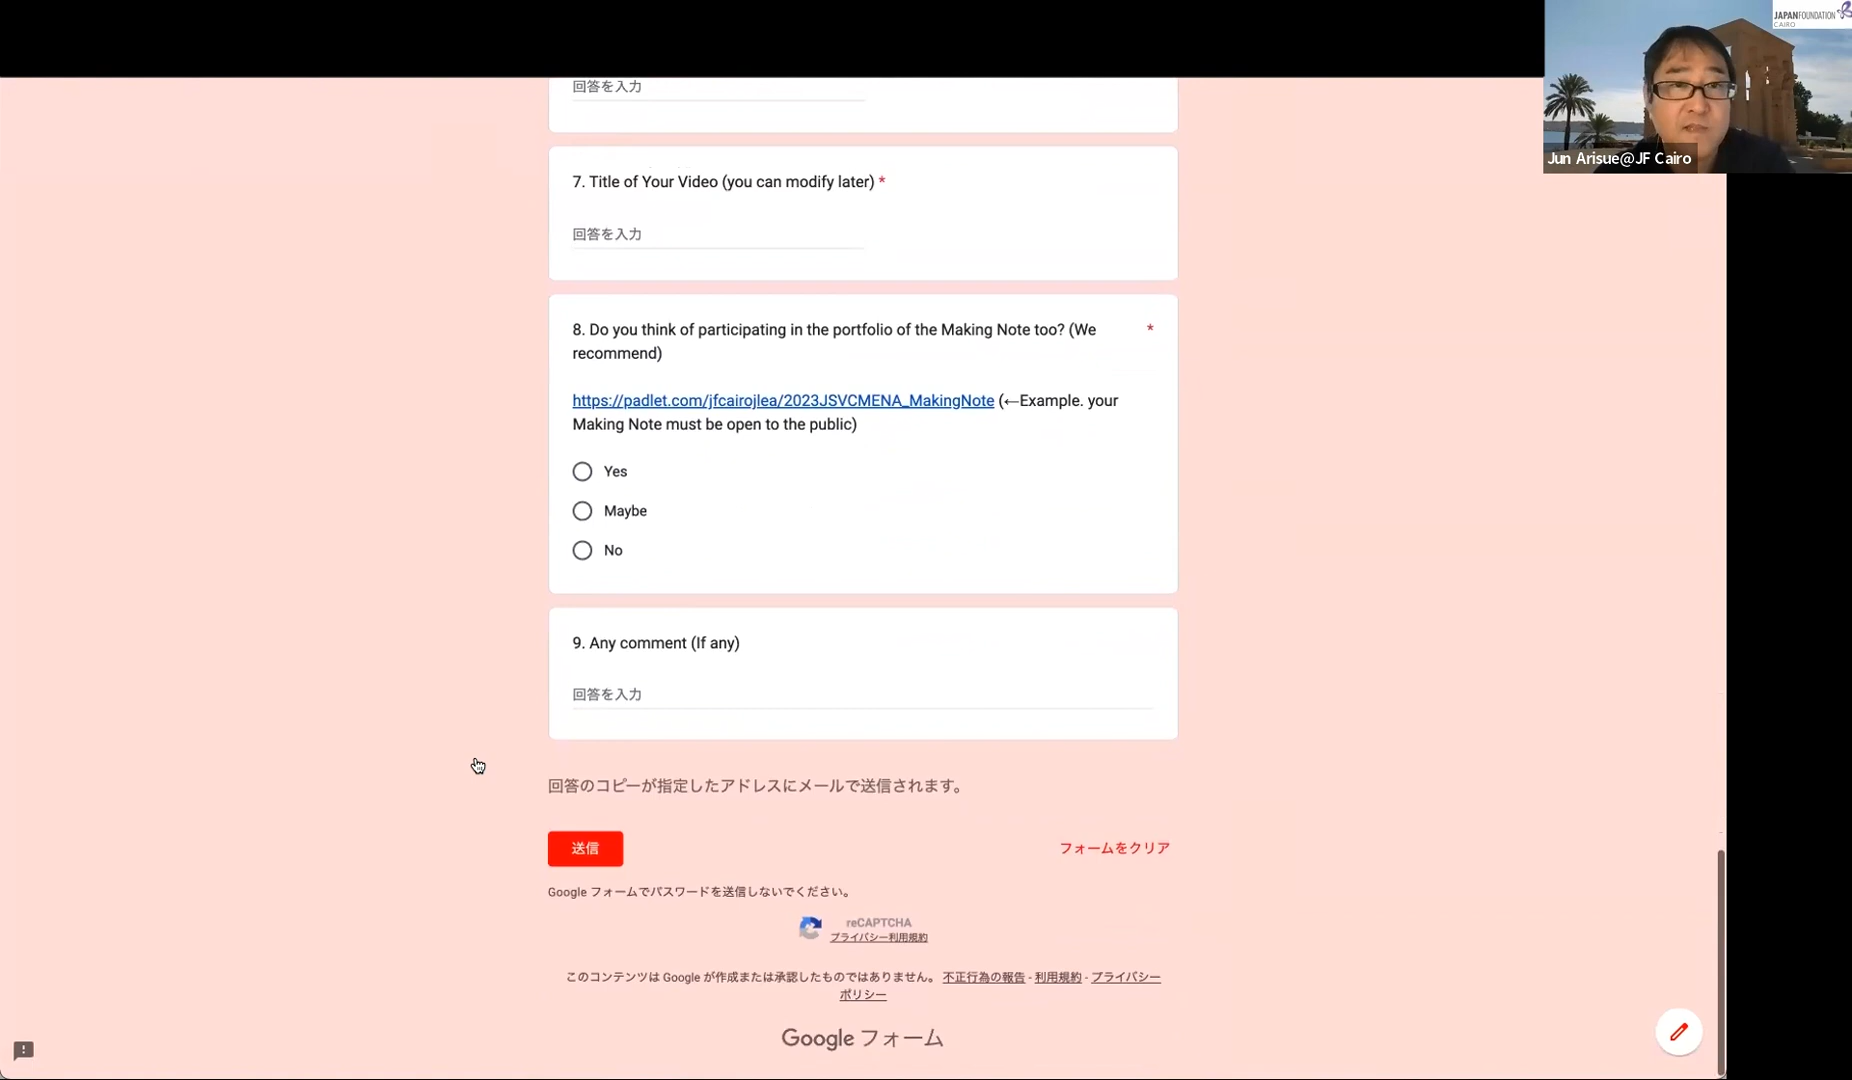 JAPANFOUNDATION
CAIRO
Jun Arisue@JF Cairo
回答を入力
7. Title of Your Video (you can modify later) *
回答を入力
8. Do you think of participating in the portfolio of the Making Note too? (We *
recommend)
https://padlet.com/jfcairojlea/2023JSVCMENA_MakingNote (←Example. your
Making Note must be open to the public)
Yes
Maybe
No
9. Any comment (If any)
回答を入力
回答のコピーが指定したアドレスにメールで送信されます。
送信 フォームをクリア
Google フォームでパスワードを送信しないでください。
reCAPTCHA
プライバシー利用規約
このコンテンツは Google が作成または承認したものではありません。 不正行為の報告 - 利用規約 - プライバシー
ポリシー
Google フォーム